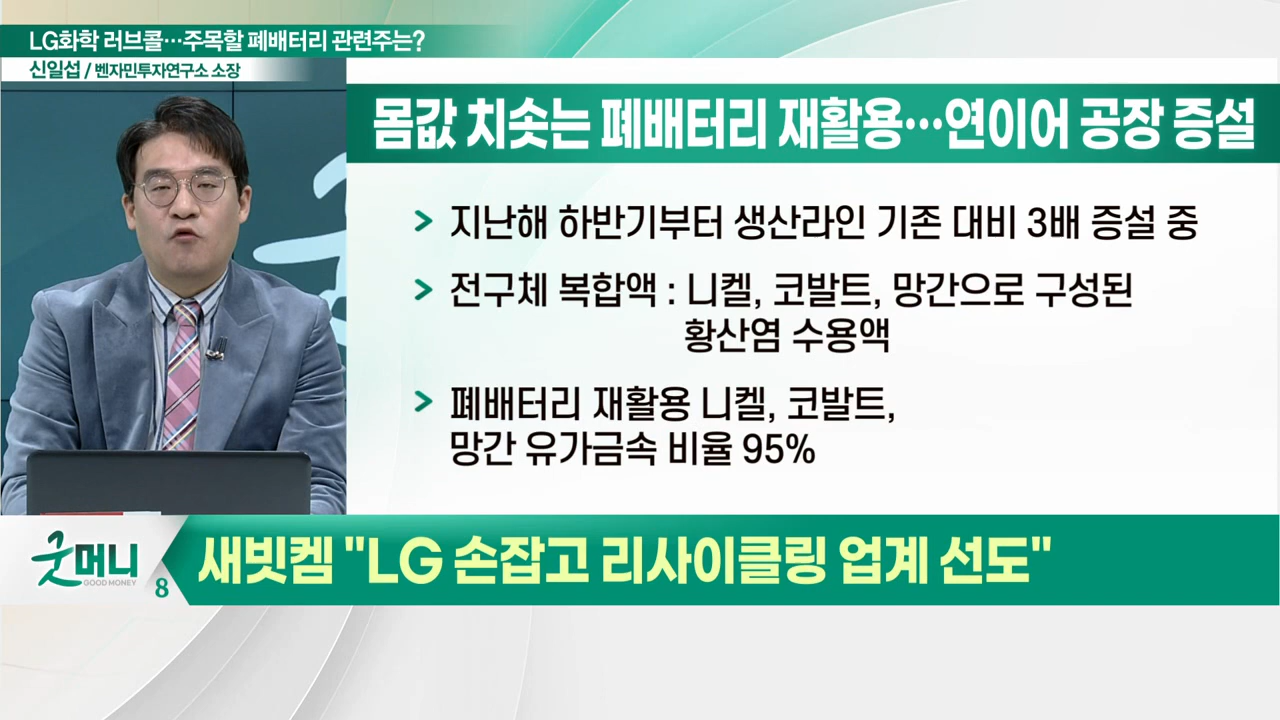 LG화학 러브콜…주목할 폐배터리 관련주는?
신일섭 / 벤자민투자연구소 소장
몸값 치솟는 폐배터리 재활용…연이어 공장 증설
> 지난해 하반기부터 생산라인 기존 대비 3배 증설 중
> 전구체 복합액 : 니켈, 코발트, 망간으로 구성된
황산염 수용액
> 폐배터리 재활용 니켈, 코발트,
망간 유가금속 비율 95%
굿머니
GOOD MONEY
8
새빗켐 "LG 손잡고 리사이클링 업계 선도"